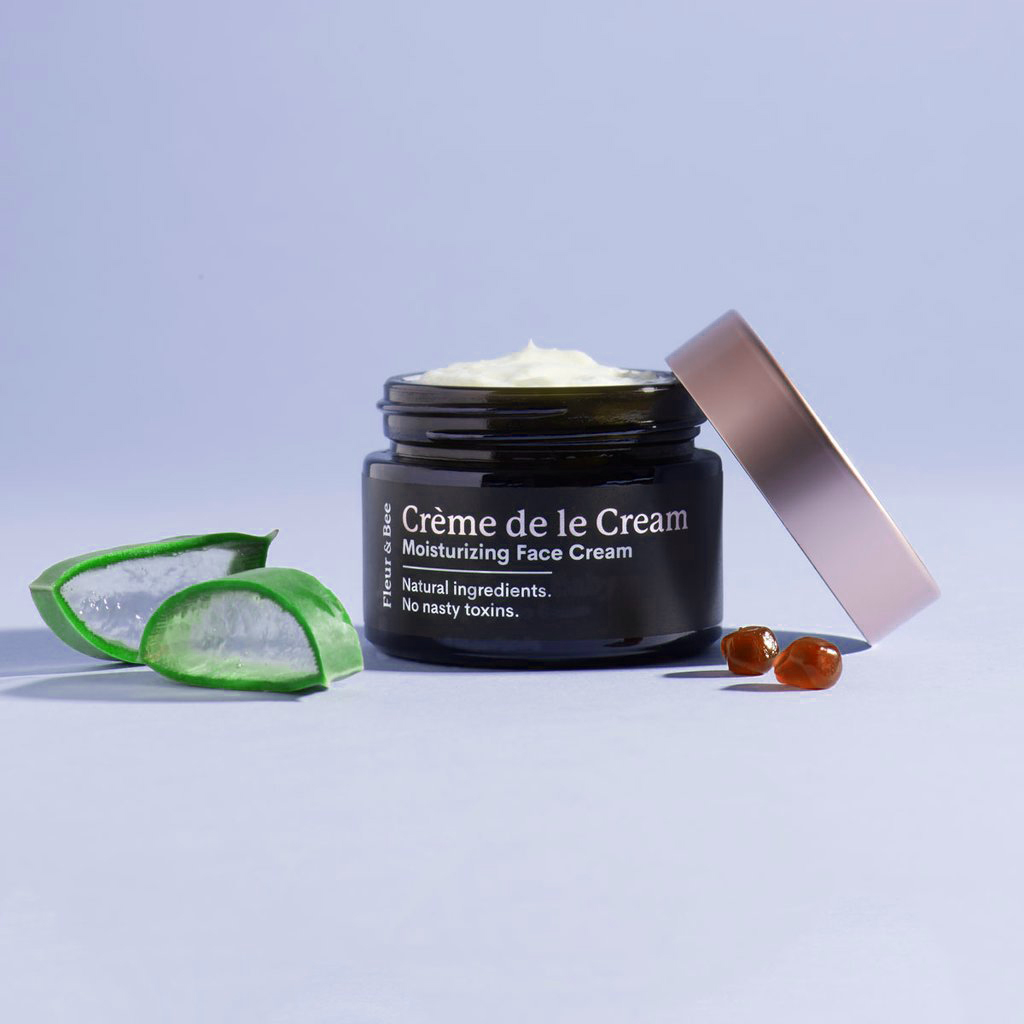 Fleur & Bee
Crème de le Cream
Moisturizing Face Cream
Natural ingredients.
No nasty toxins.